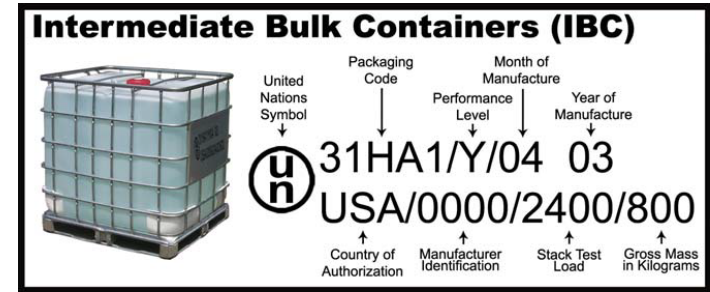 Intermediate Bulk Containers (IBC)
United
Nations
Symbol
Packaging
Code
Performance
Level
Month of
Manufacture
Year of
Manufacture
un
31HA1/Y/04 03
USA/0000/2400/800
Country of
Authorization
Manufacturer
Identification
Stack Test
Load
Gross Mass
in Kilograms